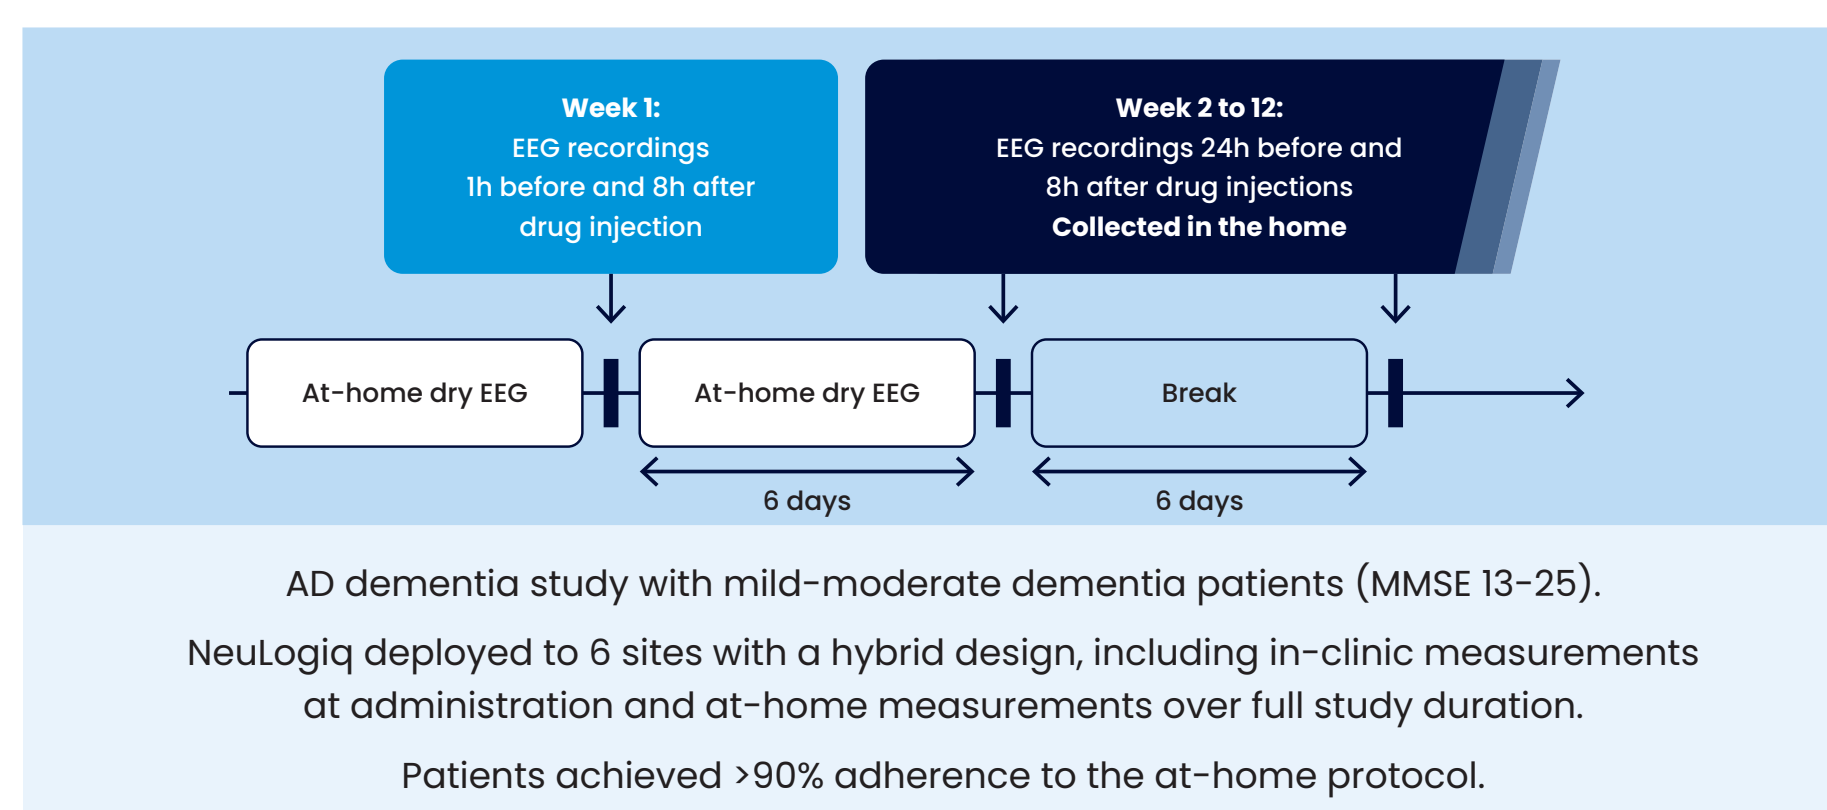 Week 1:
EEG recordings
1h before and 8h after
drug injection
Week 2 to 12:
EEG recordings 24h before and
8h after drug injections
Collected in the home
At-home dry EEG
At-home dry EEG
Break
6 days
6 days
AD dementia study with mild-moderate dementia patients (MMSE 13-25).
NeuLogiq deployed to 6 sites with a hybrid design, including in-clinic measurements
at administration and at-home measurements over full study duration.
Patients achieved >90% adherence to the at-home protocol.